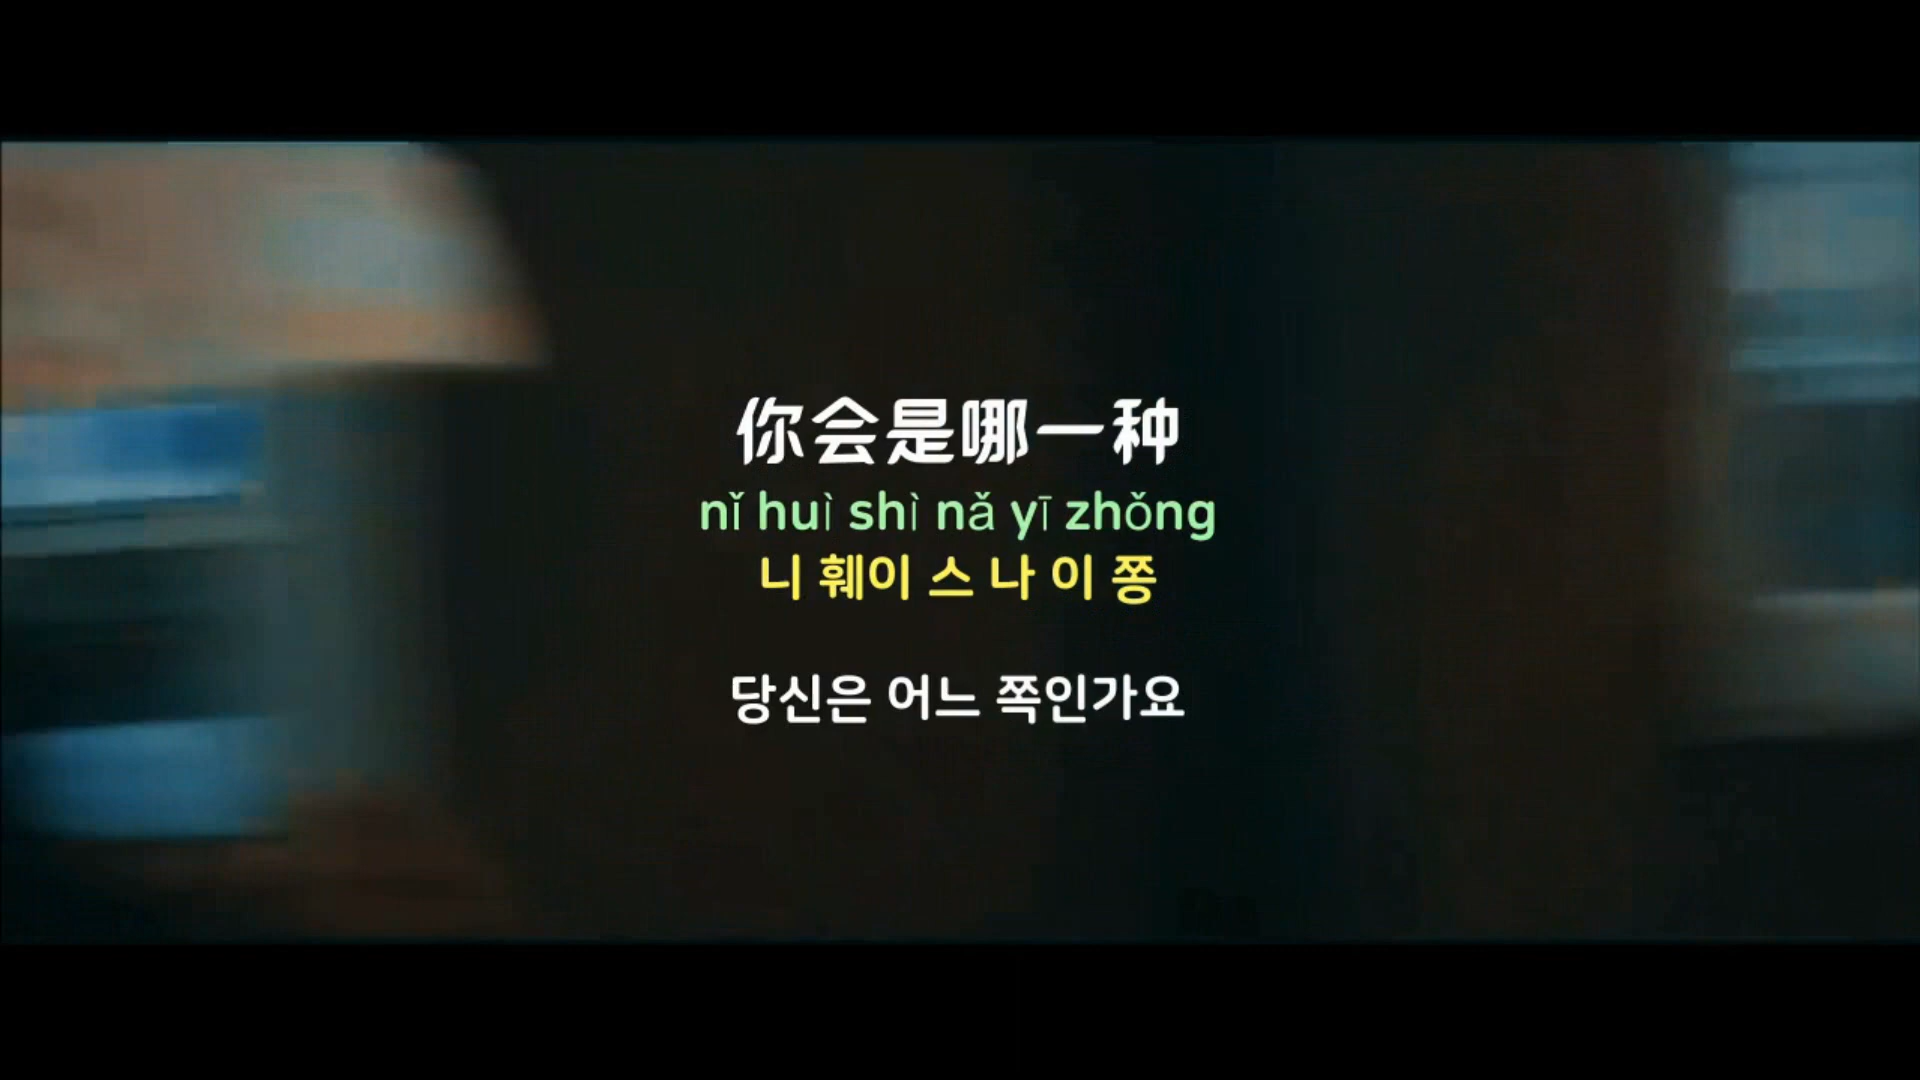 你会是哪一种
nǐ huì shì nǎ yī zhǒng
니 훼이 스 나 이 쫑
당신은 어느 쪽인가요